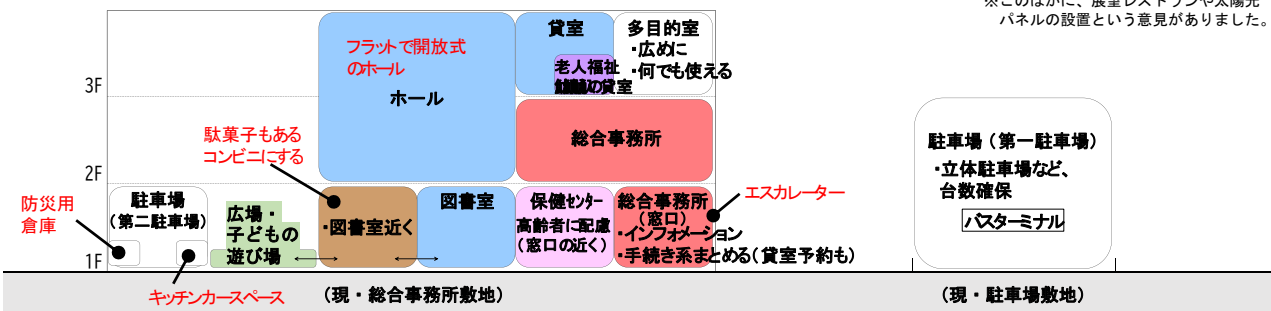 ※このほかに、展望レストランや太陽光
パネルの設置という意見がありました。
フラットで開放式
のホール
ホール
貸室
老人福祉
の貸室
多目的室
・広めに
・何でも使える
3F
総合事務所
駄菓子もある
コンビニにする
2F
防災用
倉庫
駐車場
(第二駐車場)
広場・
子どもの
遊び場
・図書室近く
図書室
保健センター
高齢者に配慮
(窓口の近く)
総合事務所
(窓口)
・インフォメーション
・手続き系まとめる(貸室予約も)
エスカレーター
1F
キッチンカースペース
(現・総合事務所敷地)
駐車場(第一駐車場)
・立体駐車場など、
台数確保
バスターミナル
(現・駐車場敷地)